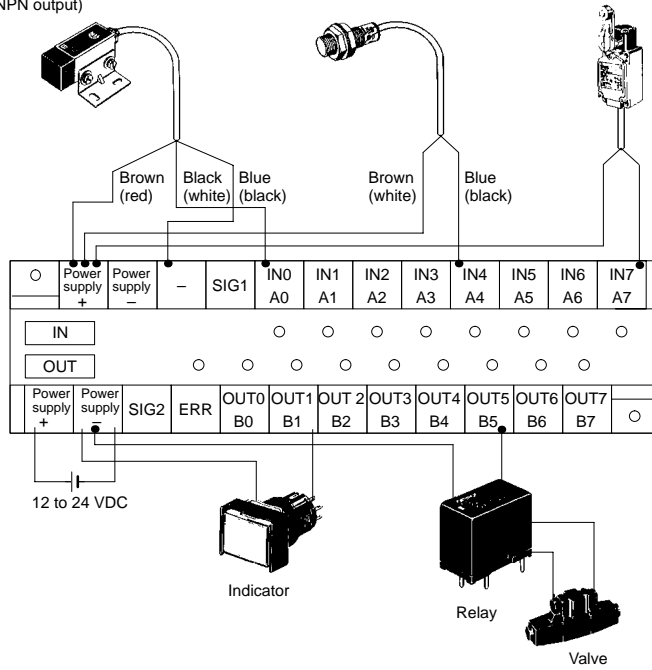 NPN output)
Brown
(red)
Black
(white)
Blue
(black)
Brown
(white)
Blue
(black)
Power
supply
+
Power
supply
–
–
SIG1
IN0
A0
IN1
A1
IN2
A2
IN3
A3
IN4
A4
IN5
A5
IN6
A6
IN7
A7
IN
OUT
Power
supply
+
Power
supply
–
SIG2
ERR
OUT0
B0
OUT1
B1
OUT 2
B2
OUT3
B3
OUT4
B4
OUT5
B5
OUT6
B6
OUT7
B7
12 to 24 VDC
Indicator
Relay
Valve